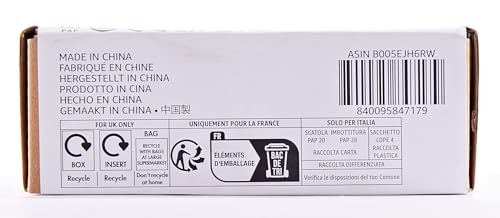 PAP
MADE IN CHINA
FABRIQUÉ EN CHINE
HERGESTELLT IN CHINA
PRODOTTO IN CINA
HECHO EN CHINA
GEMAAKT IN CHINA • 中国製
ASIN B005EJH6RW
840095847179
FOR UK ONLY
BOX
Recycle
INSERT
Recycle
BAG
RECYCLE
WITH BAGS
AT LARGE
SUPERMARKET
Don't recycle
at home
UNIQUEMENT POUR LA FRANCE
FR
ÉLÉMENTS
D'EMBALLAGE
BAC
DE
TRI
SOLO PER ITALIA
SCATOLA IMBOTTITURA SACCHETTO
PAP 20 PAP 20 LDPE 4
RACCOLTA CARTA RACCOLTA
PLASTICA
RACCOLTA DIFFERENZIATA
Verifica le disposizioni del tuo Comune